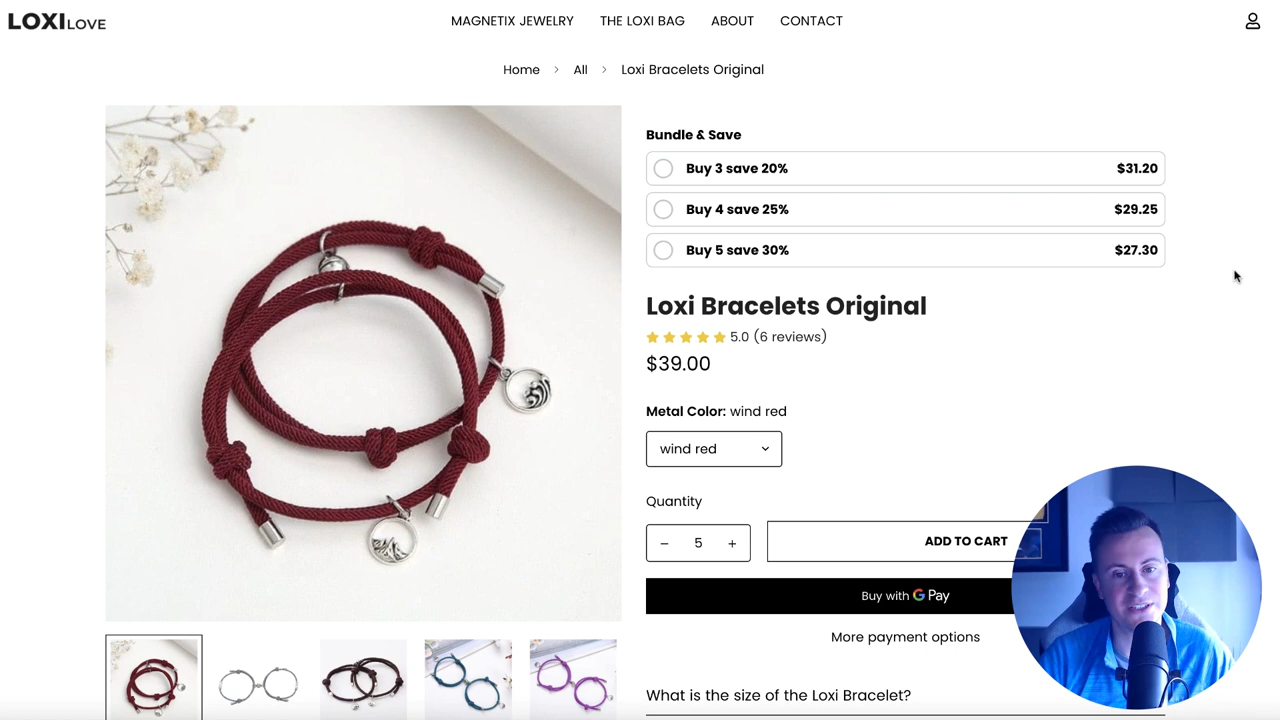 LOXI LOVE
MAGNETIX JEWELRY THE LOXI BAG ABOUT CONTACT
Home > All > Loxi Bracelets Original
Bundle & Save
Buy 3 save 20% $31.20
Buy 4 save 25% $29.25
Buy 5 save 30% $27.30
Loxi Bracelets Original
5.0 (6 reviews)
$39.00
Metal Color: wind red
wind red
Quantity
− 5 +
ADD TO CART
Buy with G Pay
More payment options
What is the size of the Loxi Bracelet?